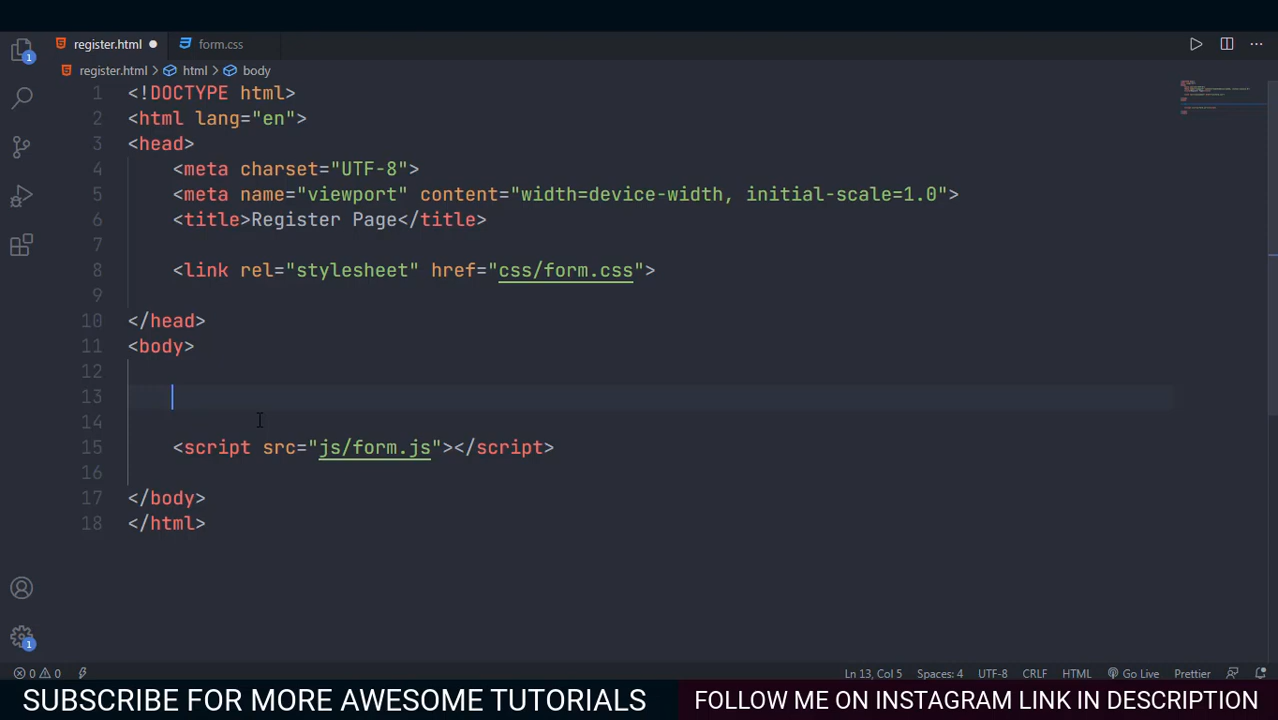 register.html form.css
1
register.html html body
1 <!DOCTYPE html>
2 <html lang="en">
3 <head>
4 <meta charset="UTF-8">
5 <meta name="viewport" content="width=device-width, initial-scale=1.0">
6 <title>Register Page</title>
7
8 <link rel="stylesheet" href="css/form.css">
9
10 </head>
11 <body>
12
13
14
15 <script src="js/form.js"></script>
16
17 </body>
18 </html>
1
0 0 Ln 13, Col 5 Spaces: 4 UTF-8 CRLF HTML Go Live Prettier
SUBSCRIBE FOR MORE AWESOME TUTORIALS FOLLOW ME ON INSTAGRAM LINK IN DESCRIPTION